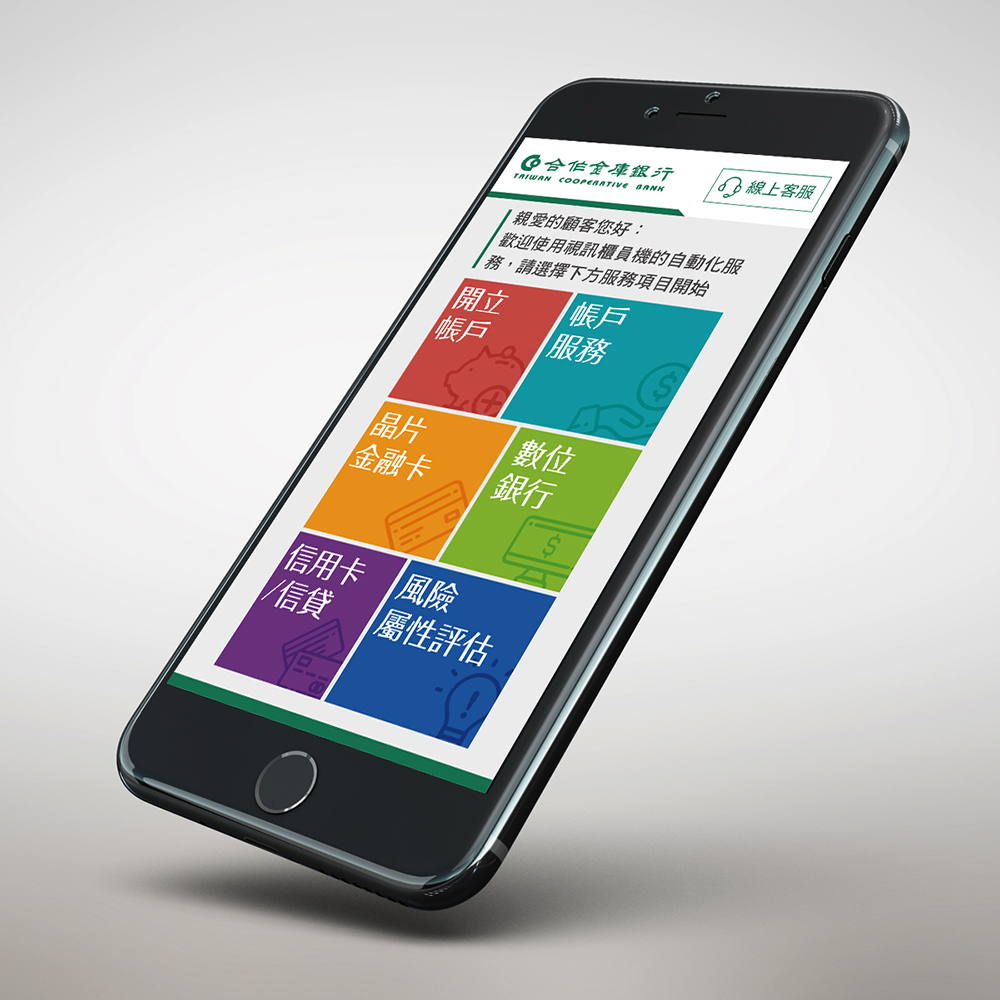 合作金庫銀行
TAIWAN COOPERATIVE BANK
線上客服
親愛的顧客您好：
歡迎使用視訊櫃員機的自動化服
務，請選擇下方服務項目開始
開立
帳戶
帳戶
服務
晶片
金融卡
數位
銀行
信用卡
/信貸
風險
屬性評估